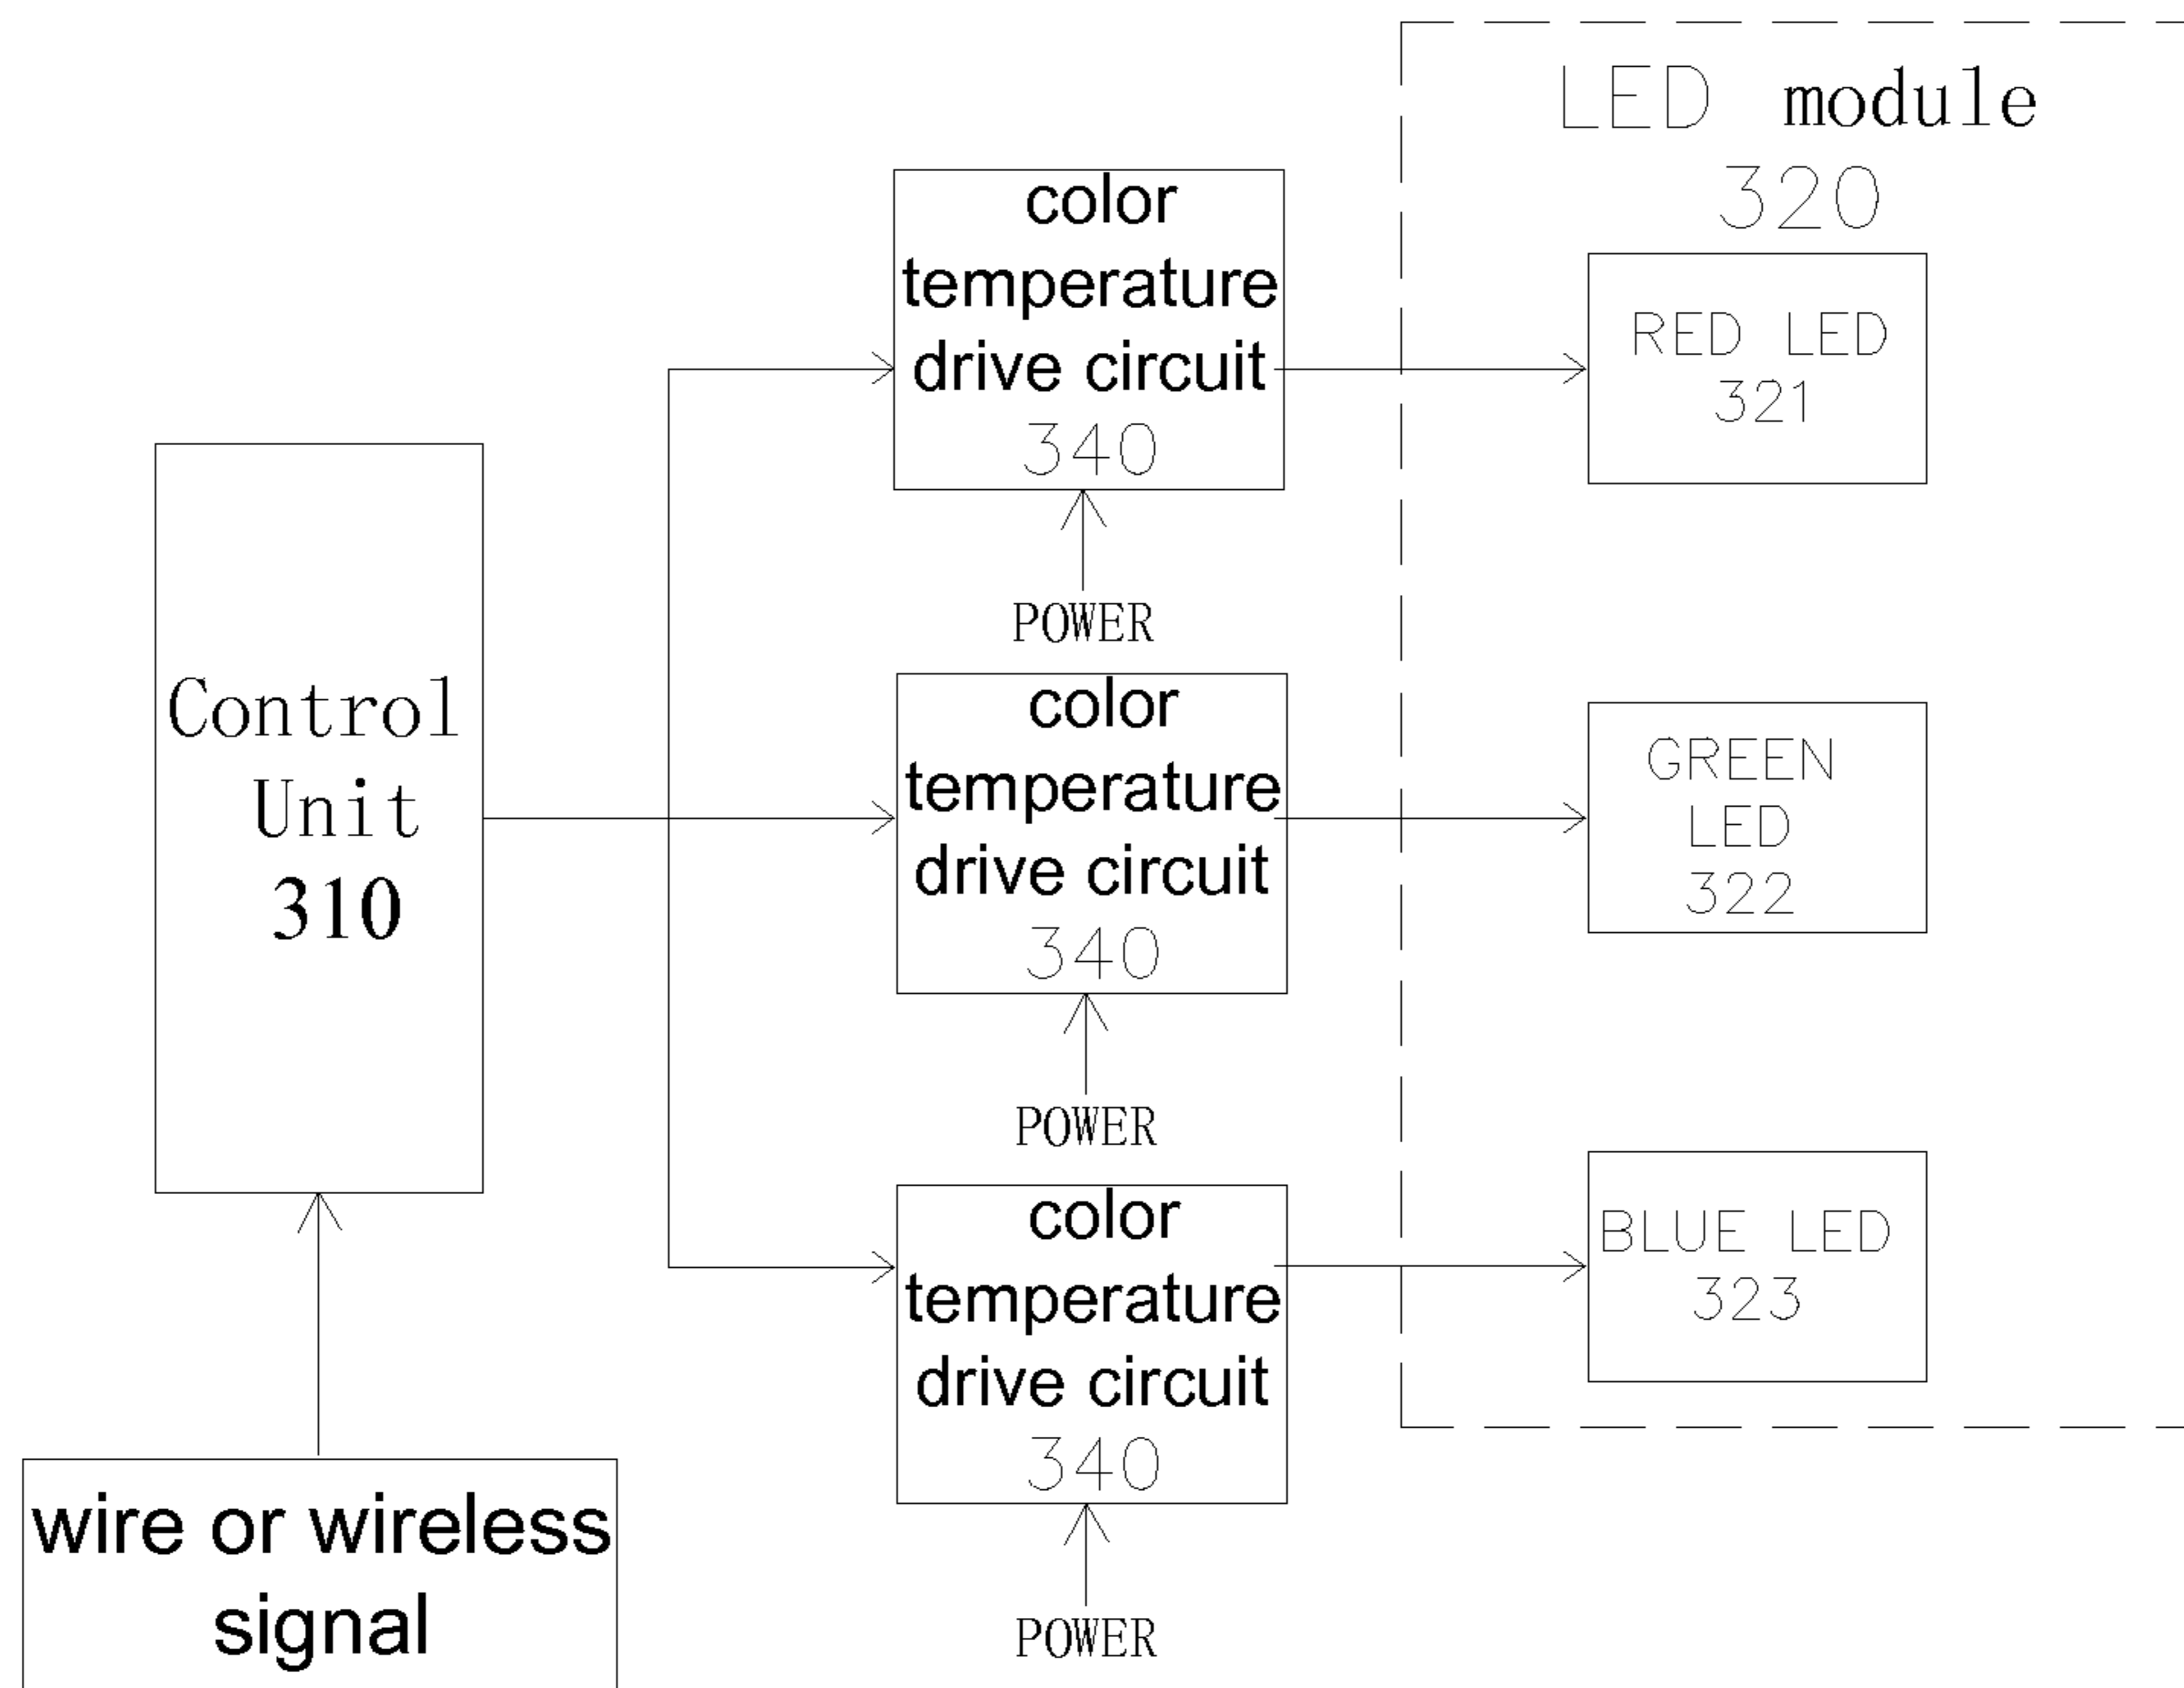 LED module
320
color
temperature
drive circuit
340
RED LED
321
POWER
Control
Unit
310
color
temperature
drive circuit
340
GREEN
LED
322
POWER
color
temperature
drive circuit
340
BLUE LED
323
POWER
wire or wireless
signal